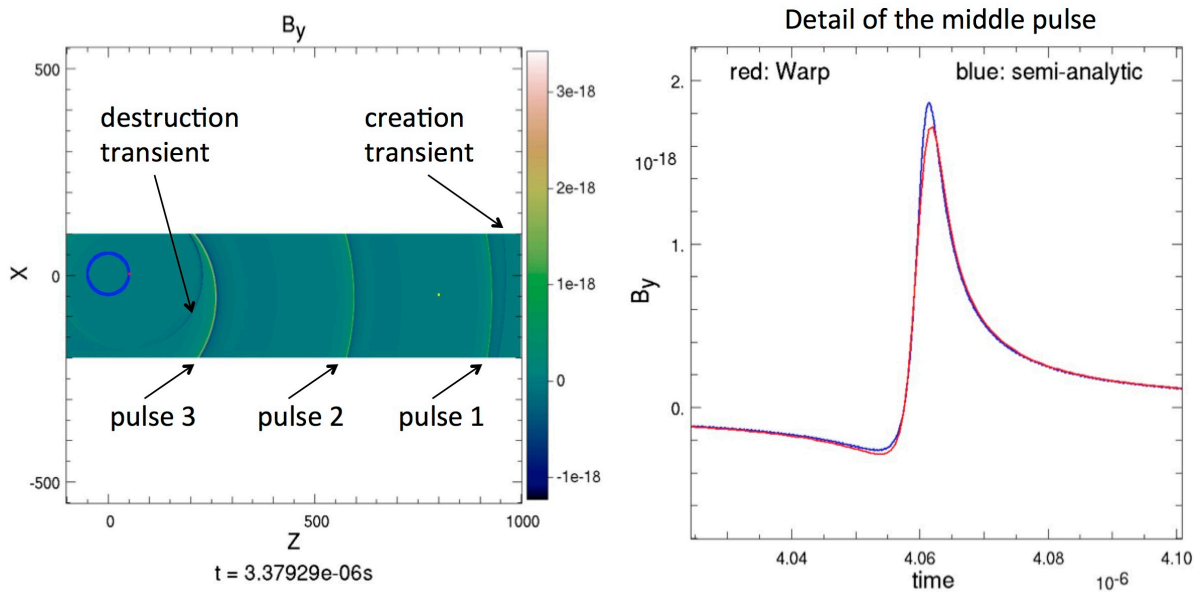 By
Detail of the middle pulse
500
0
-500
X
destruction
transient
creation
transient
pulse 3
pulse 2
pulse 1
0
500
1000
Z
t = 3.37929e-06s
3e-18
2e-18
1e-18
0
-1e-18
red: Warp
blue: semi-analytic
2.
10-18
1.
0.
By
4.04
4.06
4.08
4.10
time
10-6